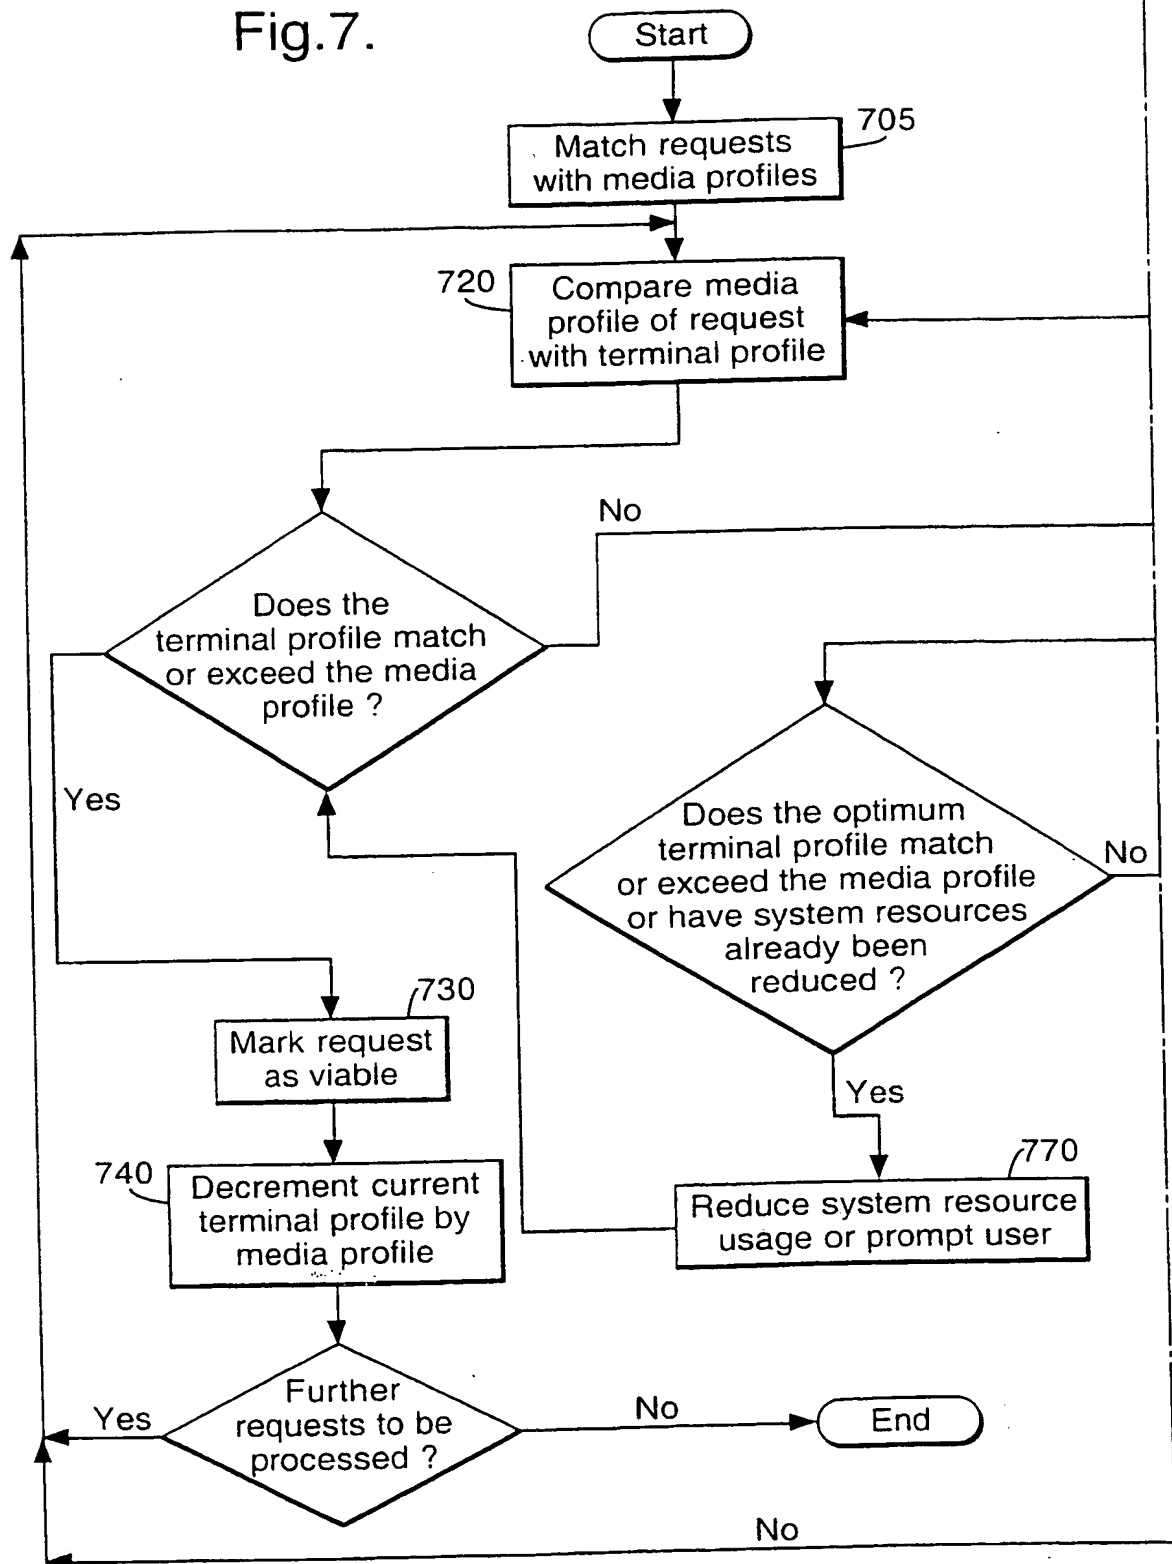 Fig.7.
Start
705
Match requests
with media profiles
720
Compare media
profile of request
with terminal profile
No
Does the
terminal profile match
or exceed the media
profile ?
Yes
Does the optimum
terminal profile match
or exceed the media profile
or have system resources
already been
reduced ?
No
730
Mark request
as viable
Yes
740
Decrement current
terminal profile by
media profile
770
Reduce system resource
usage or prompt user
Further
requests to be
processed ?
Yes
No
End
No